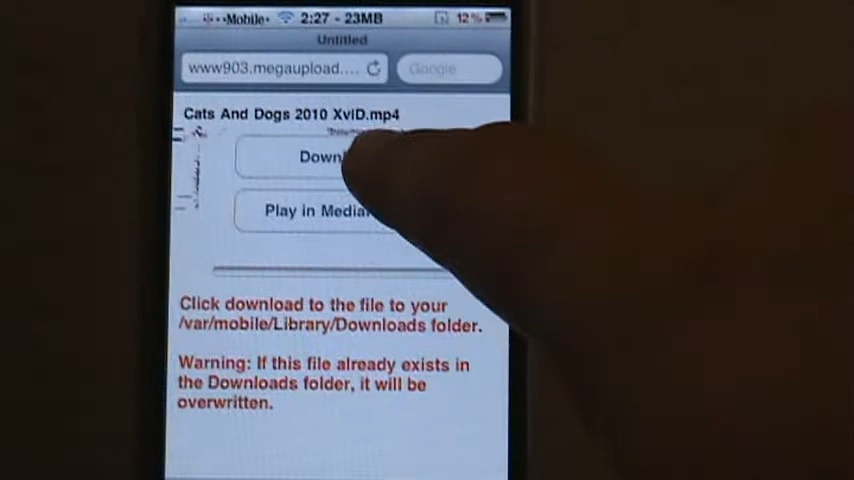 Mobile 2:27 - 23MB 12%
Untitled
www903.megaupload.... Google
Cats And Dogs 2010 XviD.mp4
Down
Play in Media
Click download to the file to your
/var/mobile/Library/Downloads folder.
Warning: If this file already exists in
the Downloads folder, it will be
overwritten.